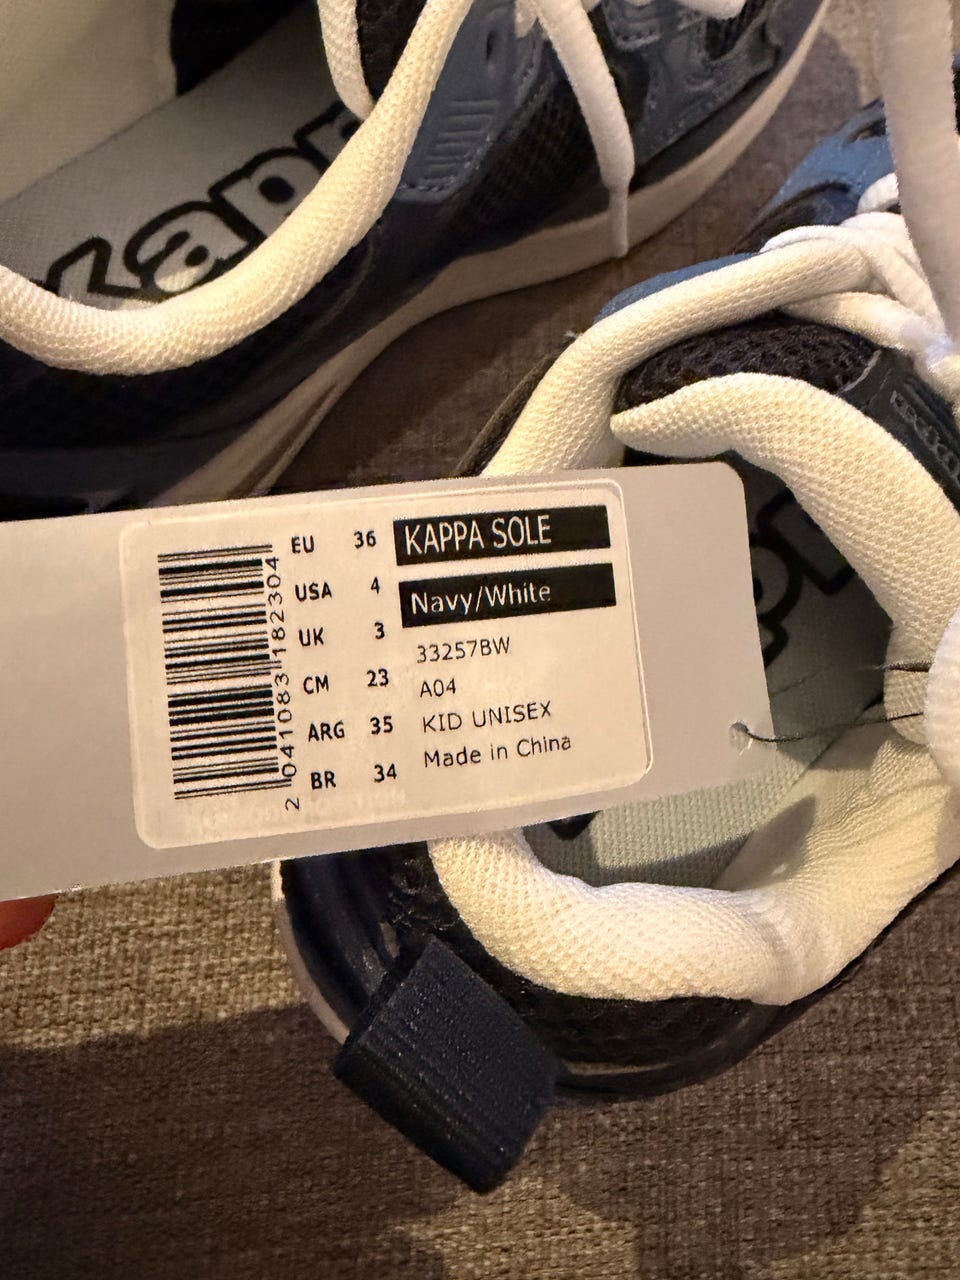 kappa
EU 36
USA 4
UK 3
CM 23
ARG 35
BR 34
2 041083 182304
KAPPA SOLE
Navy/White
33257BW
A04
KID UNISEX
Made in China